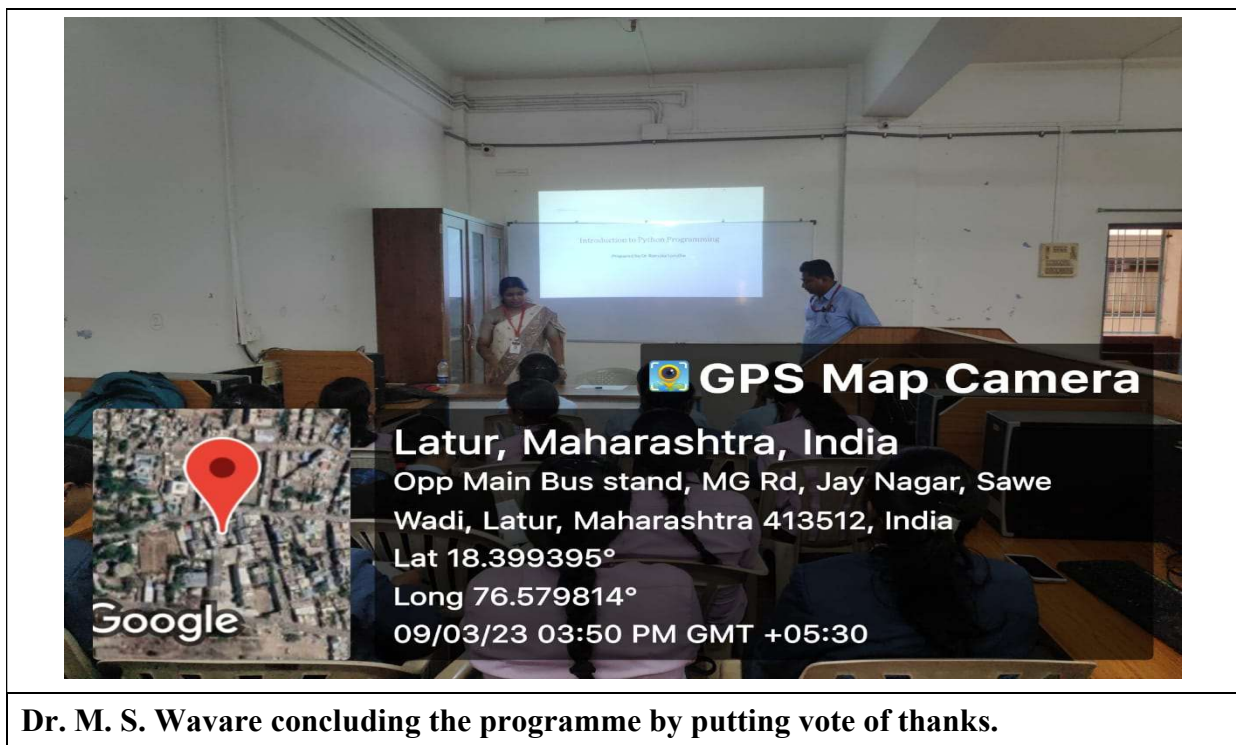 Introduction to Python Programming
GPS Map Camera
Latur, Maharashtra, India
Opp Main Bus stand, MG Rd, Jay Nagar, Sawe
Wadi, Latur, Maharashtra 413512, India
Lat 18.399395°
Long 76.579814°
09/03/23 03:50 PM GMT +05:30
Google
Dr. M. S. Wavare concluding the programme by putting vote of thanks.